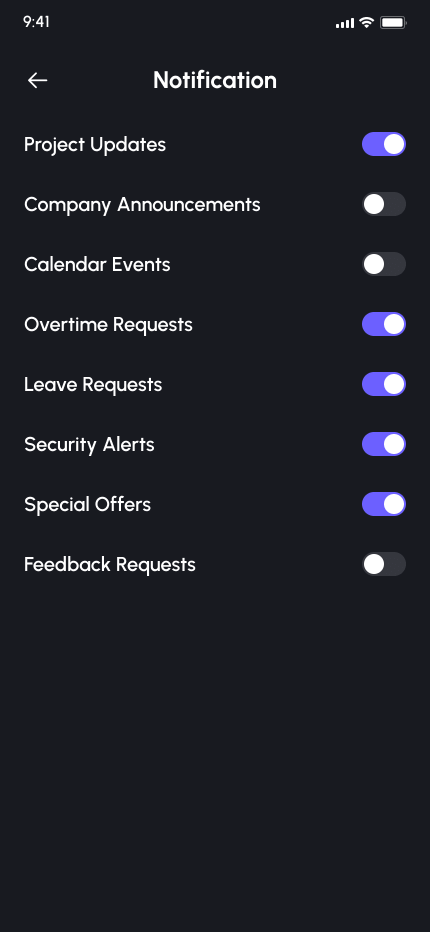 9:41
Notification
Project Updates
Company Announcements
Calendar Events
Overtime Requests
Leave Requests
Security Alerts
Special Offers
Feedback Requests